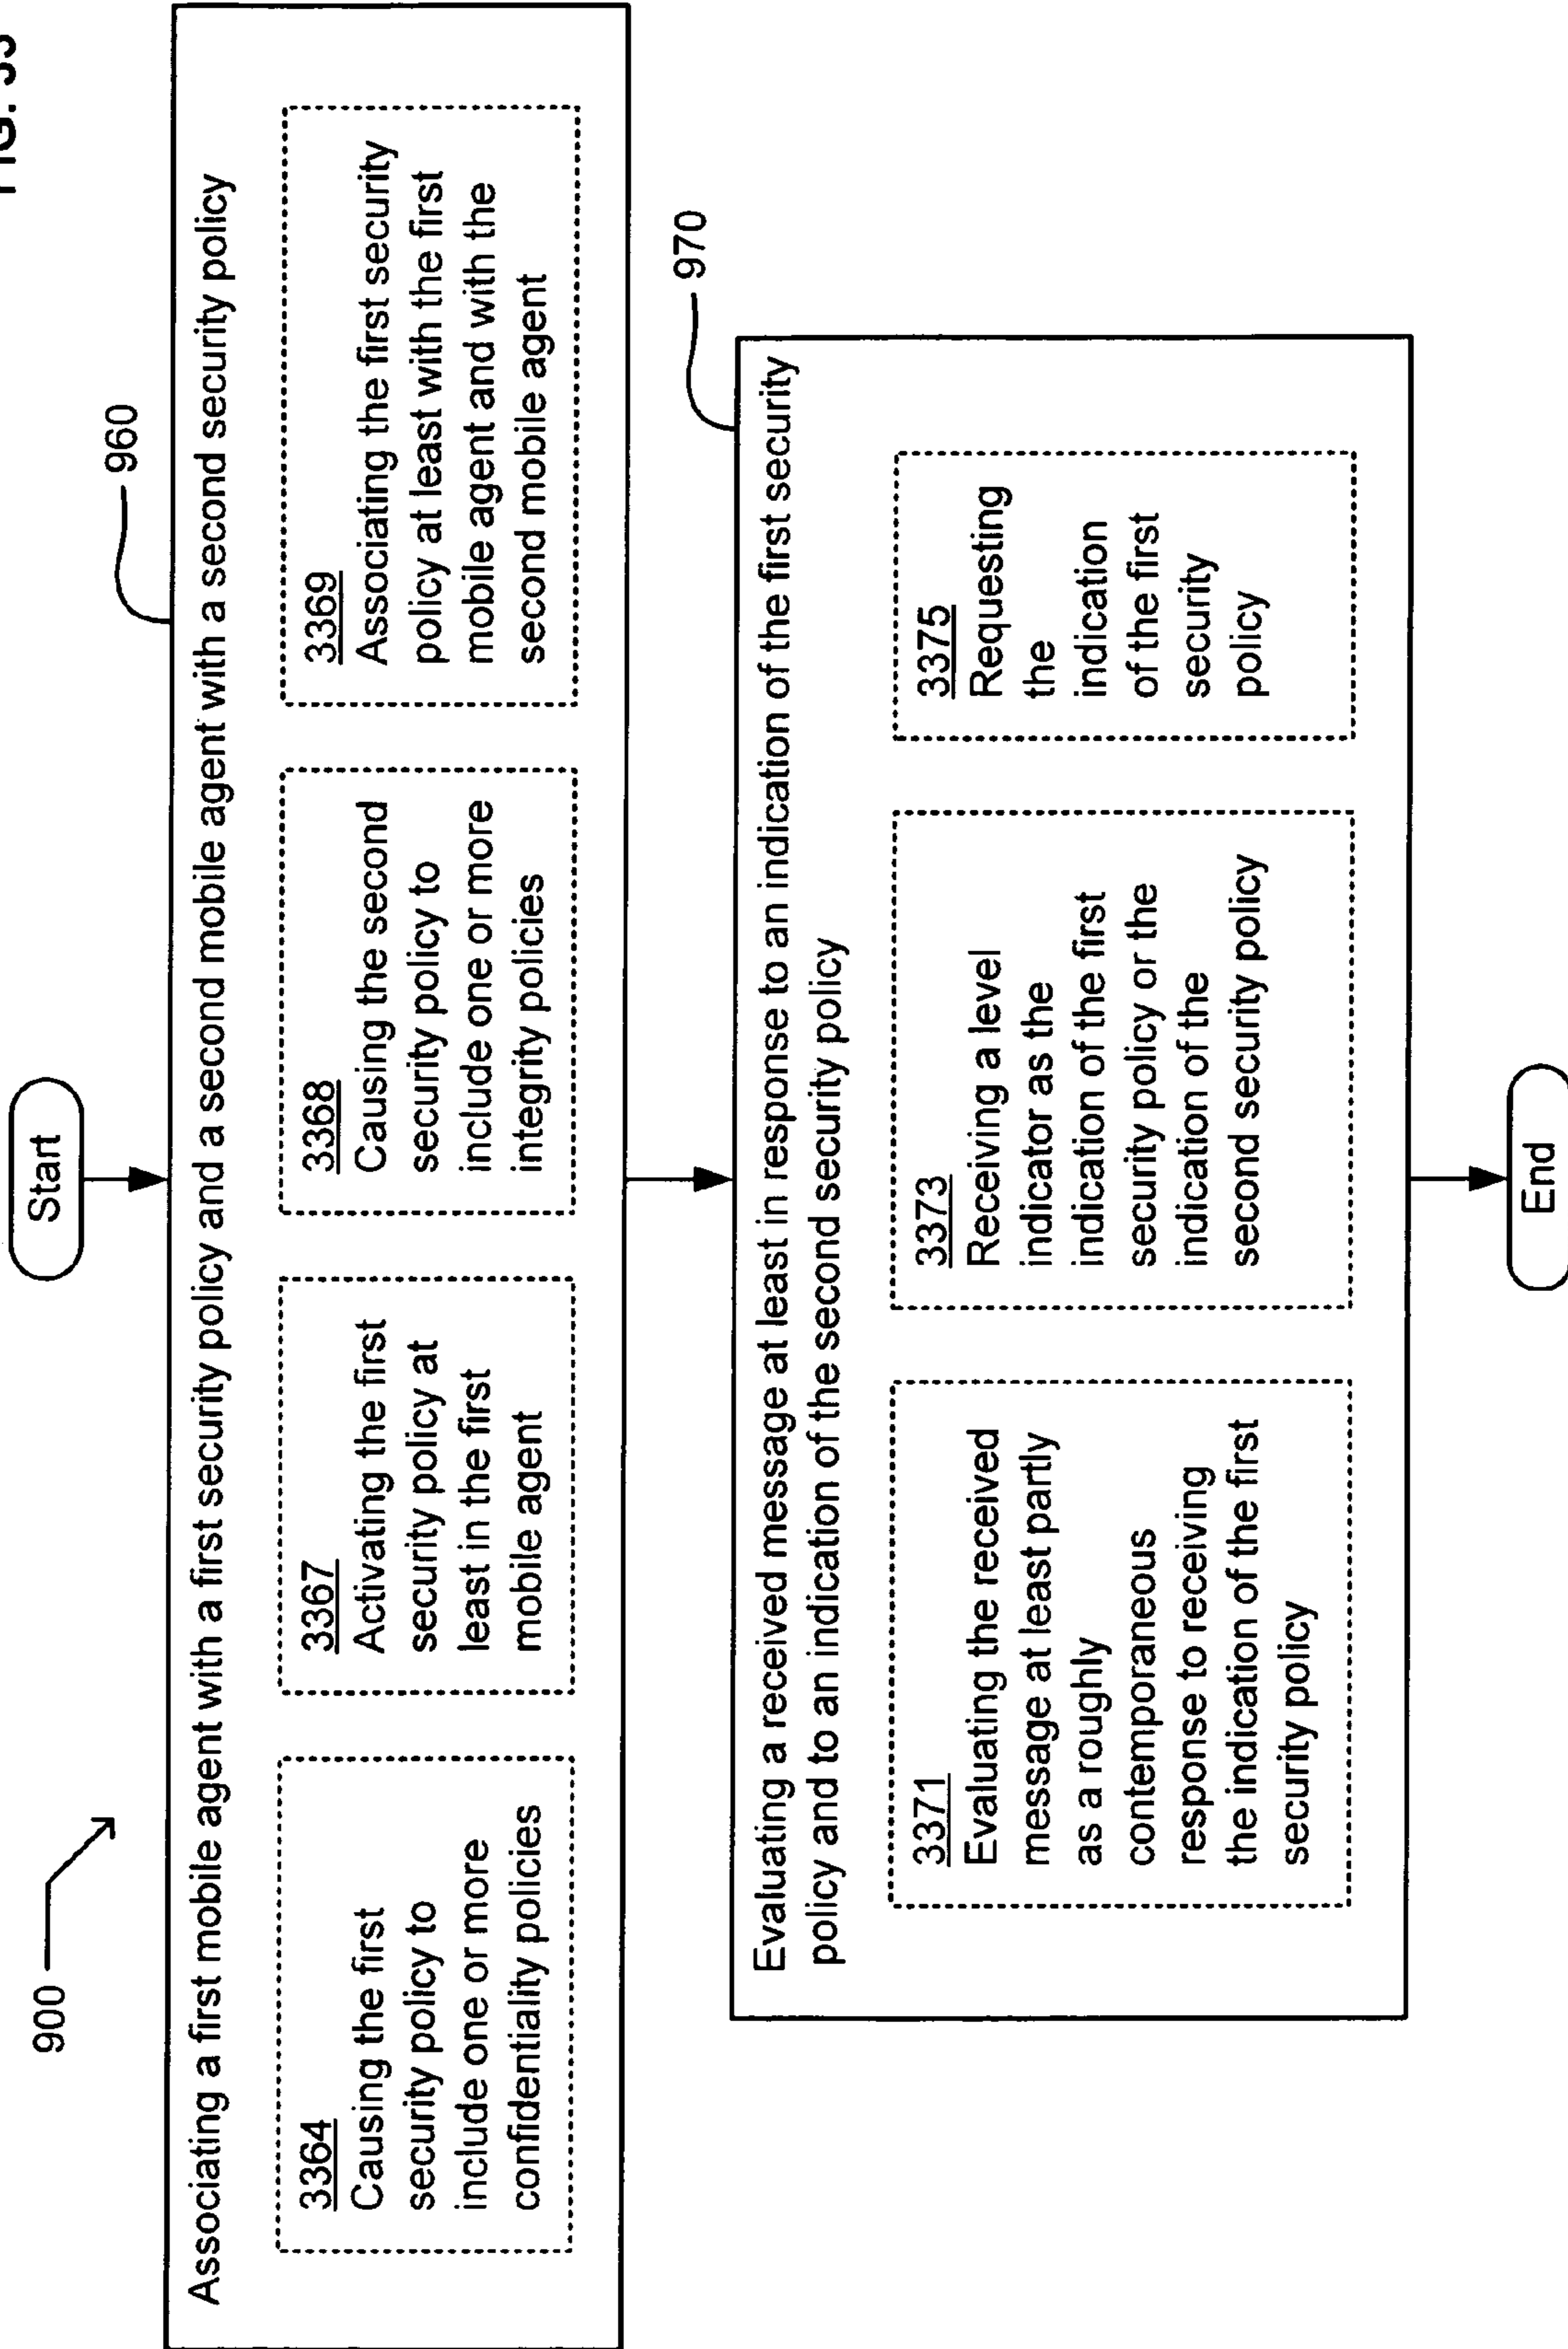 FIG. 33
900
Start
960
Associating a first mobile agent with a first security policy and a second mobile agent with a second security policy
3364
Causing the first
security policy to
include one or more
confidentiality policies
3367
Activating the first
security policy at
least in the first
mobile agent
3368
Causing the second
security policy to
include one or more
integrity policies
3369
Associating the first security
policy at least with the first
mobile agent and with the
second mobile agent
970
Evaluating a received message at least in response to an indication of the first security
policy and to an indication of the second security policy
3371
Evaluating the received
message at least partly
as a roughly
contemporaneous
response to receiving
the indication of the first
security policy
3373
Receiving a level
indicator as the
indication of the first
security policy or the
indication of the
second security policy
3375
Requesting
the
indication
of the first
security
policy
End